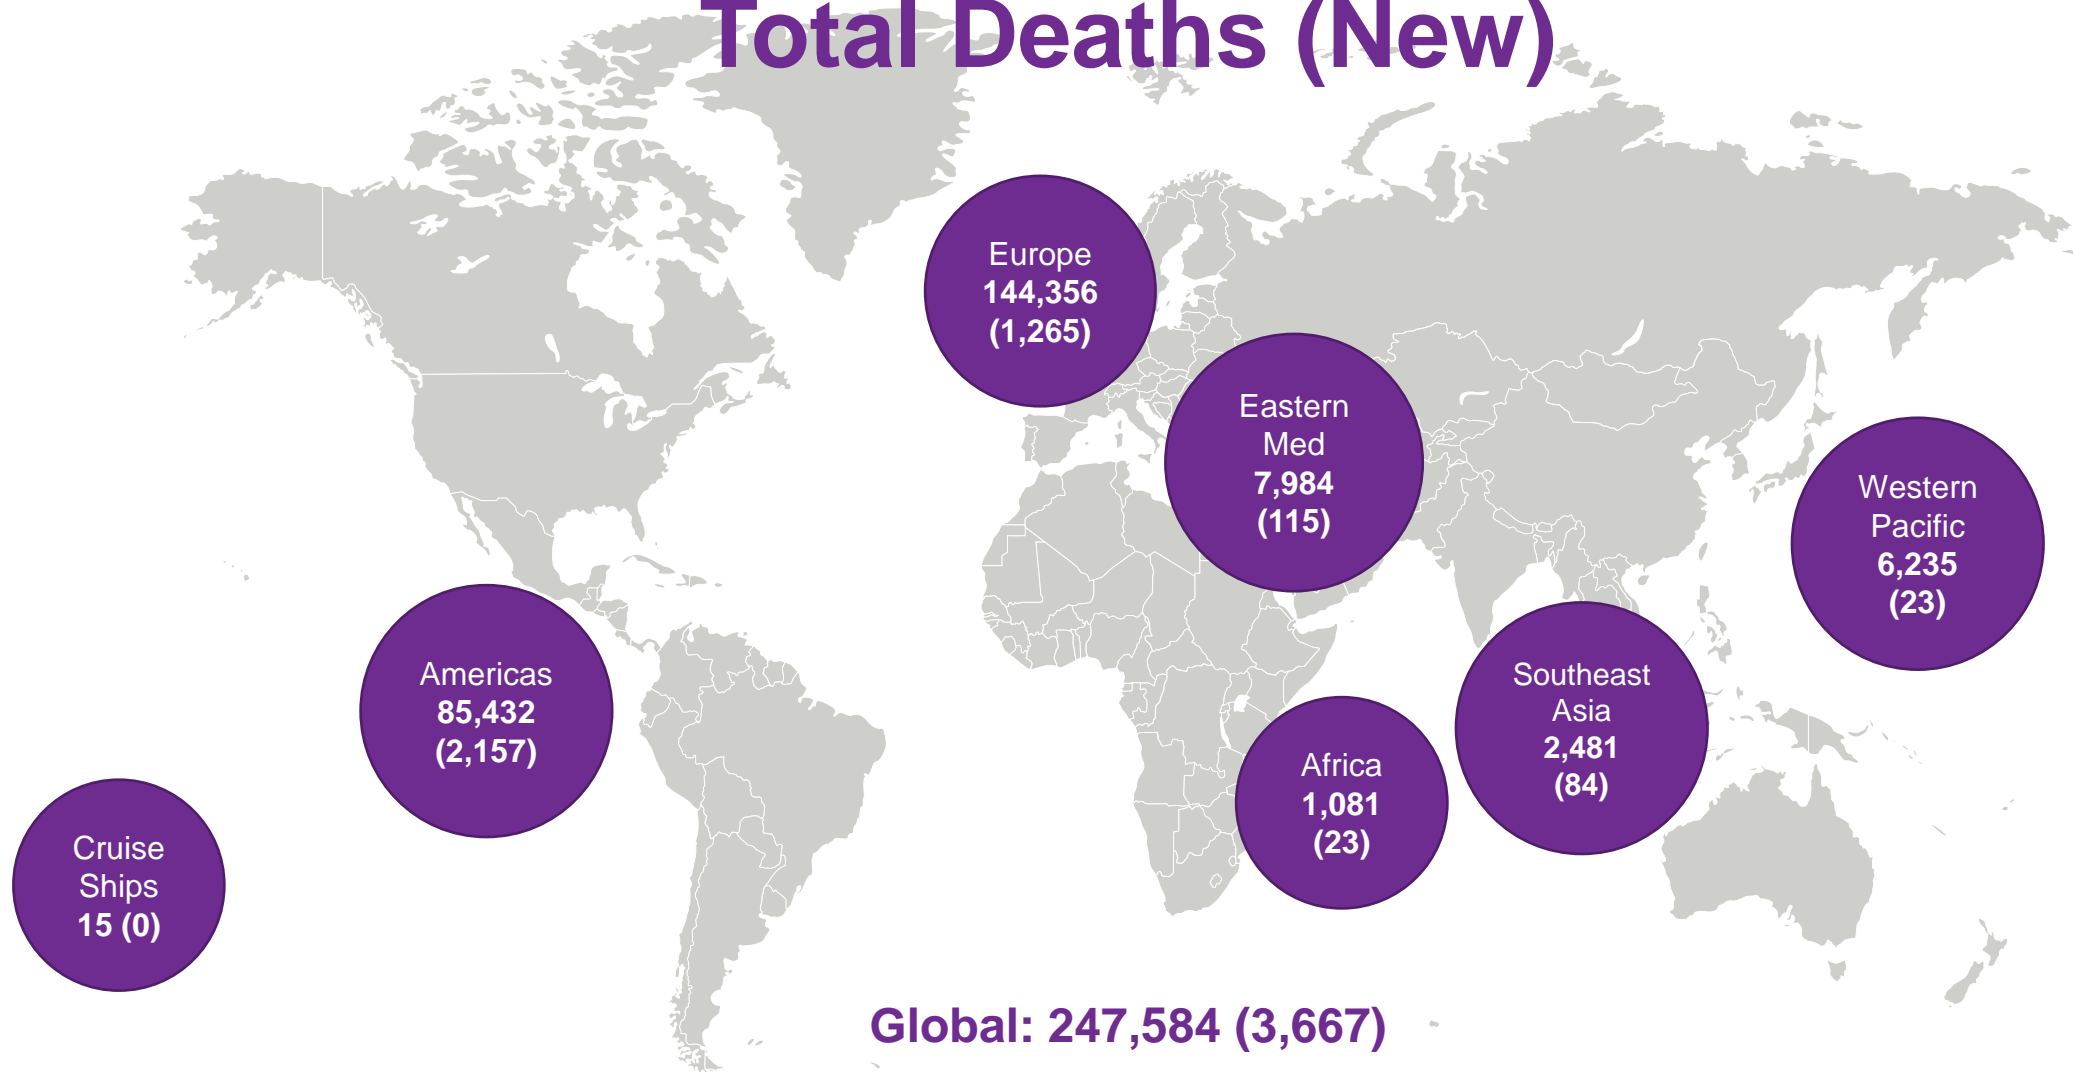 Total Deaths (New)
Europe
144,356
(1,265)
Eastern
Med
7,984
(115)
Western
Pacific
6,235
(23)
Americas
85,432
(2,157)
Southeast
Asia
2,481
(84)
Africa
1,081
(23)
Cruise
Ships
15 (0)
Global: 247,584 (3,667)